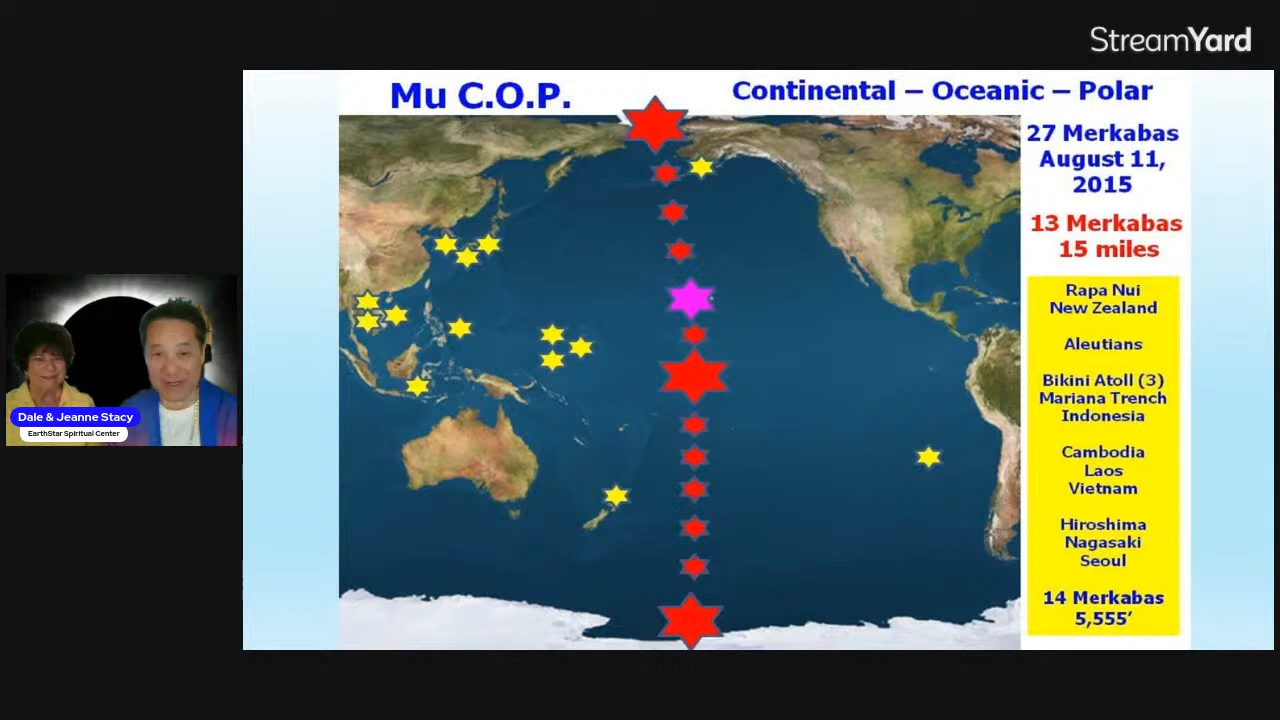 StreamYard
Mu C.O.P.
Continental – Oceanic – Polar
27 Merkabas
August 11,
2015
13 Merkabas
15 miles
Rapa Nui
New Zealand
Aleutians
Bikini Atoll (3)
Mariana Trench
Indonesia
Cambodia
Laos
Vietnam
Hiroshima
Nagasaki
Seoul
14 Merkabas
5,555’
Dale & Jeanne Stacy
EarthStar Spiritual Center